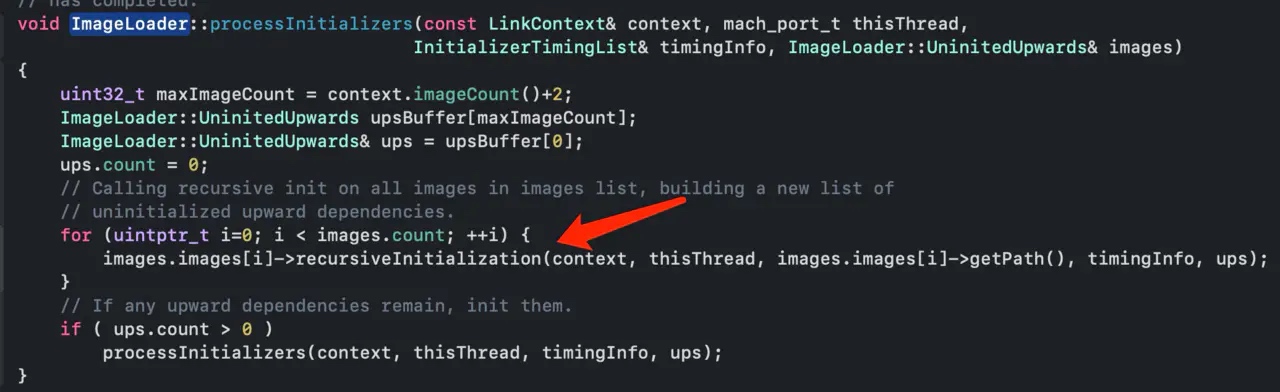 // has completed.
void ImageLoader::processInitializers(const LinkContext& context, mach_port_t thisThread,
                                      InitializerTimingList& timingInfo, ImageLoader::UninitedUpwards& images)
{
    uint32_t maxImageCount = context.imageCount()+2;
    ImageLoader::UninitedUpwards upsBuffer[maxImageCount];
    ImageLoader::UninitedUpwards& ups = upsBuffer[0];
    ups.count = 0;
    // Calling recursive init on all images in images list, building a new list of
    // uninitialized upward dependencies.
    for (uintptr_t i=0; i < images.count; ++i) {
        images.images[i]->recursiveInitialization(context, thisThread, images.images[i]->getPath(), timingInfo, ups);
    }
    // If any upward dependencies remain, init them.
    if ( ups.count > 0 )
        processInitializers(context, thisThread, timingInfo, ups);
}